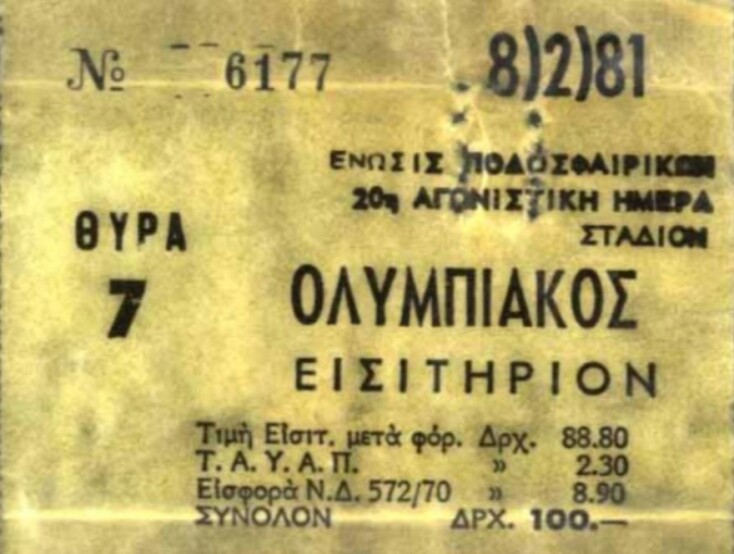 № 6177 8)2)81
ΕΝΩΣΙΣ ΠΟΔΟΣΦΑΙΡΙΚΩΝ
20η ΑΓΩΝΙΣΤΙΚΗ ΗΜΕΡΑ
ΣΤΑΔΙΟΝ
ΘΥΡΑ
7
ΟΛΥΜΠΙΑΚΟΣ
ΕΙΣΙΤΗΡΙΟΝ
Τιμὴ Εἰσιτ. μετὰ φόρ. Δρχ. 88.80
Τ. Α. Υ. Α. Π. » 2.30
Εἰσφορὰ Ν.Δ. 572/70 » 8.90
ΣΥΝΟΛΟΝ ΔΡΧ. 100.—